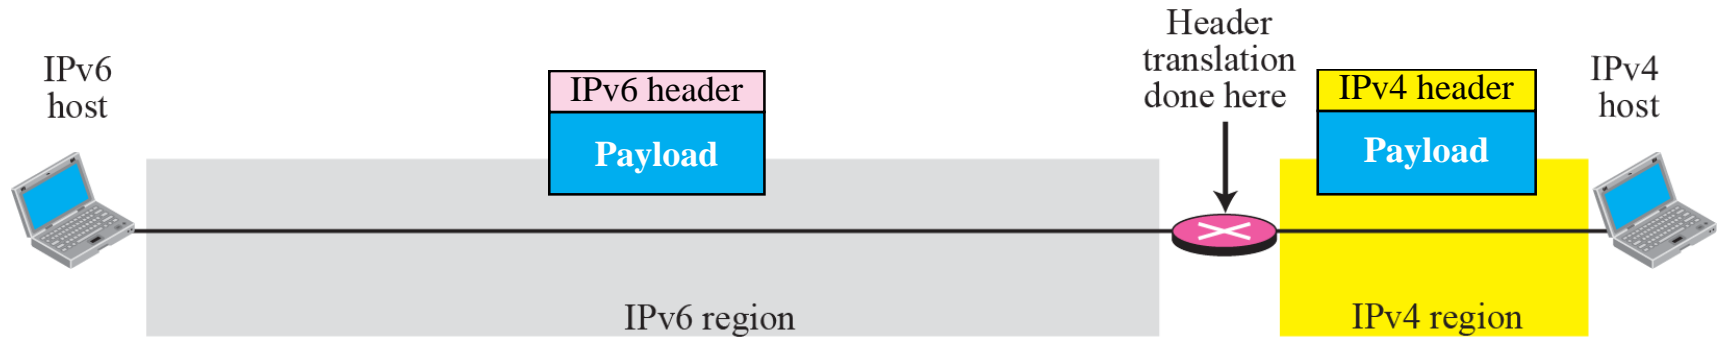 IPv6
host
IPv6 header
Payload
Header
translation
done here
IPv4 header
Payload
IPv4
host
IPv6 region
IPv4 region